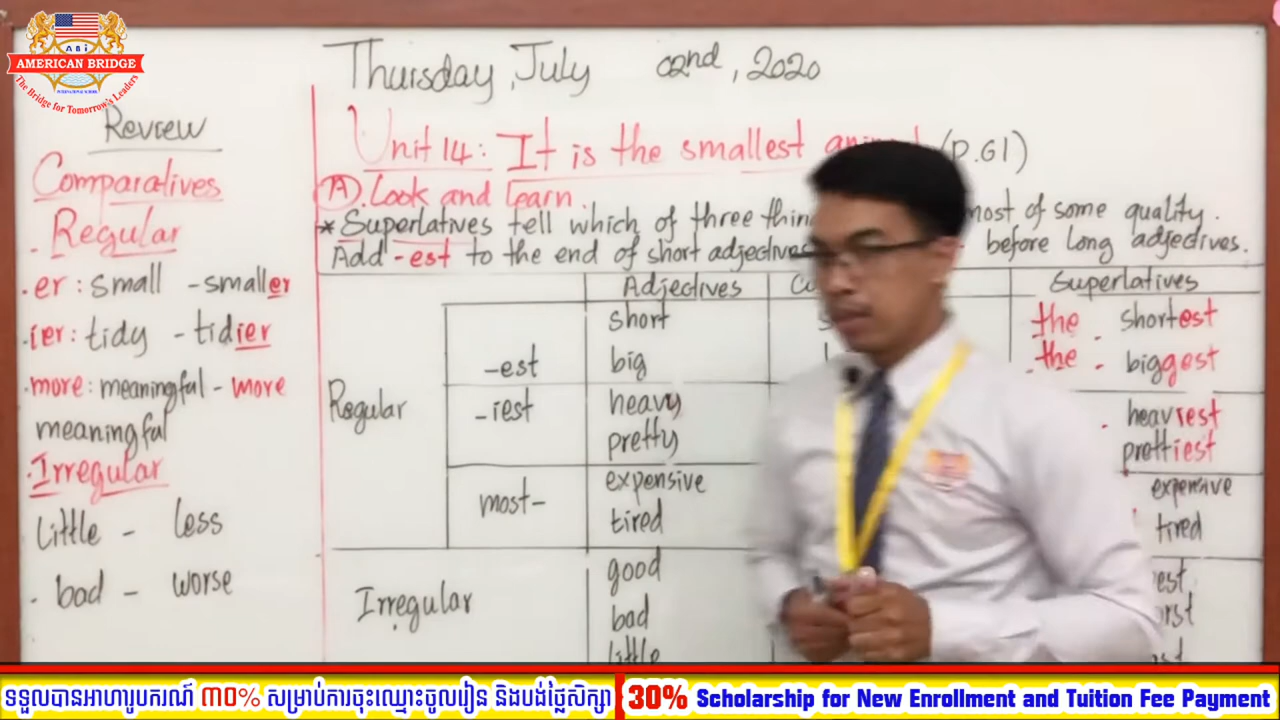 ABi
AMERICAN BRIDGE
INTERNATIONAL SCHOOL
The Bridge for Tomorrow's Leaders
Thursday, July 02nd, 2020
Review
Comparatives
. Regular
.er: small - smaller
.ier: tidy - tidier
.more: meaningful - more
meaningful
.Irregular
little - less
. bad - worse
Unit 14: It is the smallest (P.61)
(A). Look and learn.
* Superlatives tell which of three most of some quality.
Add -est to the end of short adjectives before long adjectives.
Adjectives Superlatives
Regular
-est
short the . shortest
big .the . biggest
-iest
heavy . heaviest
pretty prettiest
most-
expensive expensive
tired tired
Irregular
good
bad
little
ទទួលបានអាហារូបករណ៍ ៣០% សម្រាប់ការចុះឈ្មោះចូលរៀន និងបង់ថ្លៃសិក្សា
30% Scholarship for New Enrollment and Tuition Fee Payment